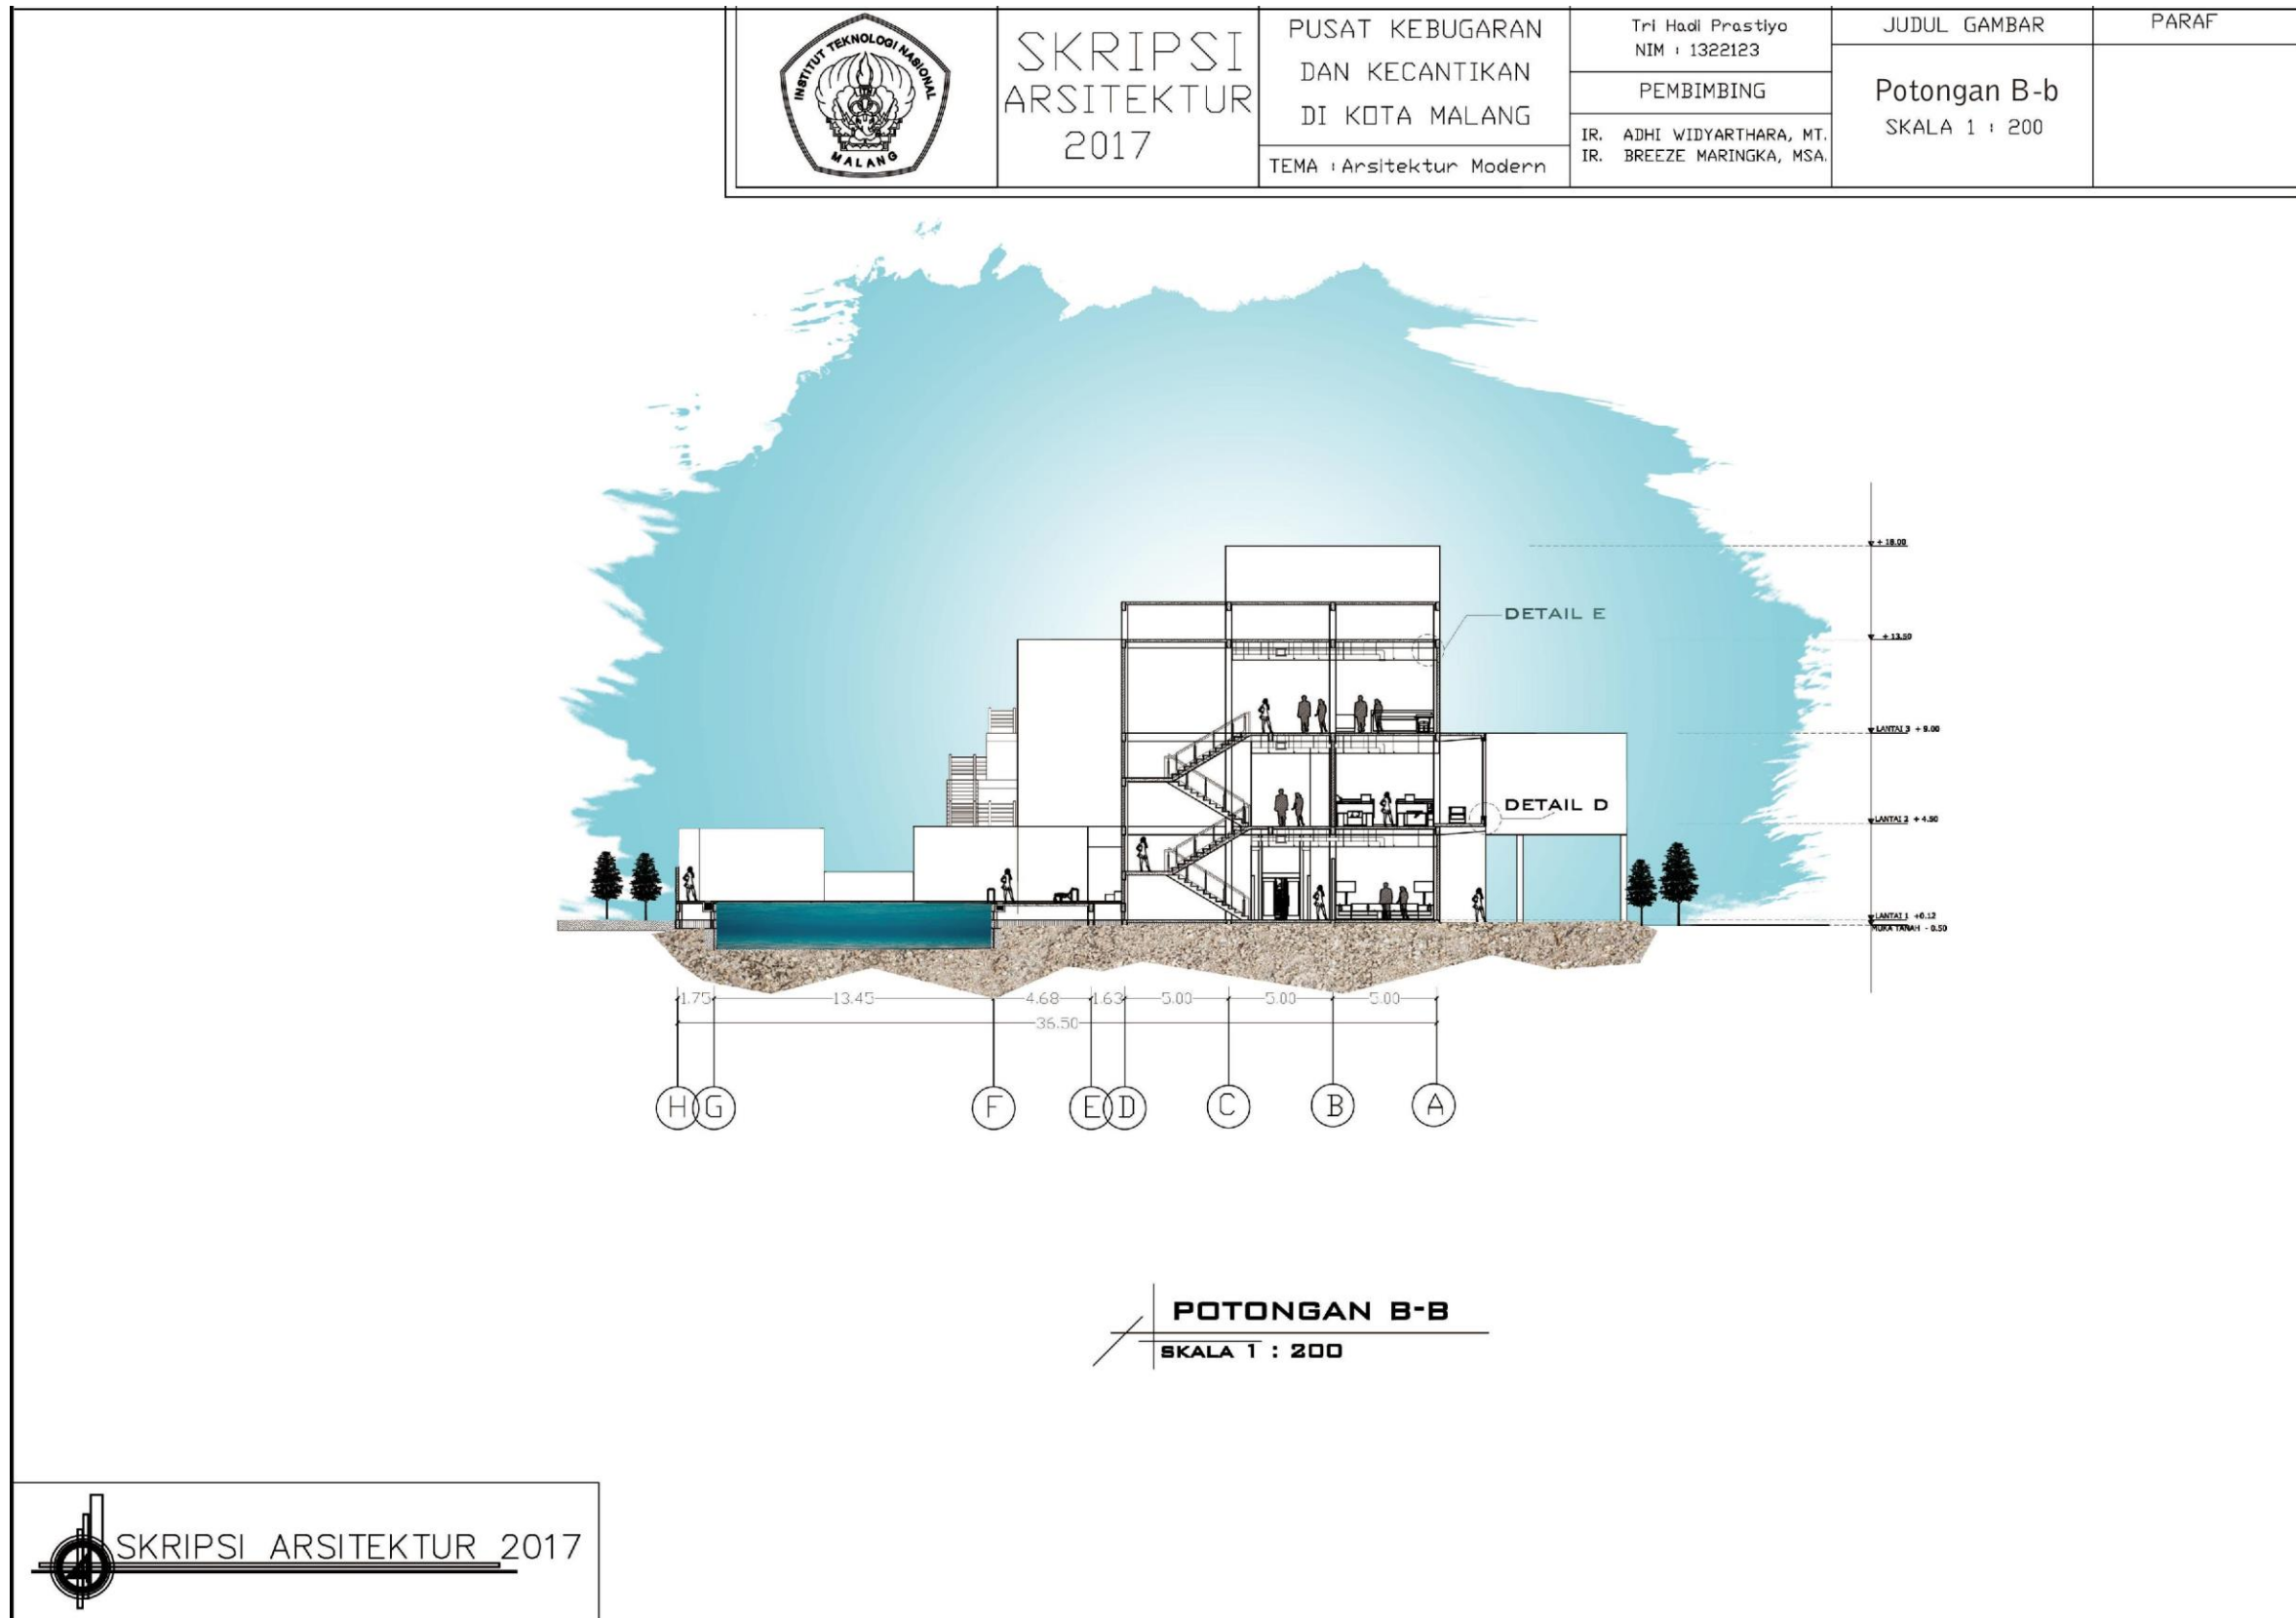 INSTITUT TEKNOLOGI NASIONAL
MALANG
SKRIPSI
ARSITEKTUR
2017
PUSAT KEBUGARAN
DAN KECANTIKAN
DI KOTA MALANG
TEMA : Arsitektur Modern
Tri Hadi Prastiyo
NIM : 1322123
PEMBIMBING
IR. ADHI WIDYARTHARA, MT.
IR. BREEZE MARINGKA, MSA.
JUDUL GAMBAR
Potongan B-b
SKALA 1 : 200
PARAF
+ 18.00
DETAIL E
+ 13.50
LANTAI 3 + 9.00
DETAIL D
LANTAI 2 + 4.50
LANTAI 1 +0.12
MUKA TANAH - 0.50
1.75 13.45 4.68 1.63 5.00 5.00 5.00
36.50
H G F E D C B A
POTONGAN B-B
SKALA 1 : 200
SKRIPSI ARSITEKTUR 2017